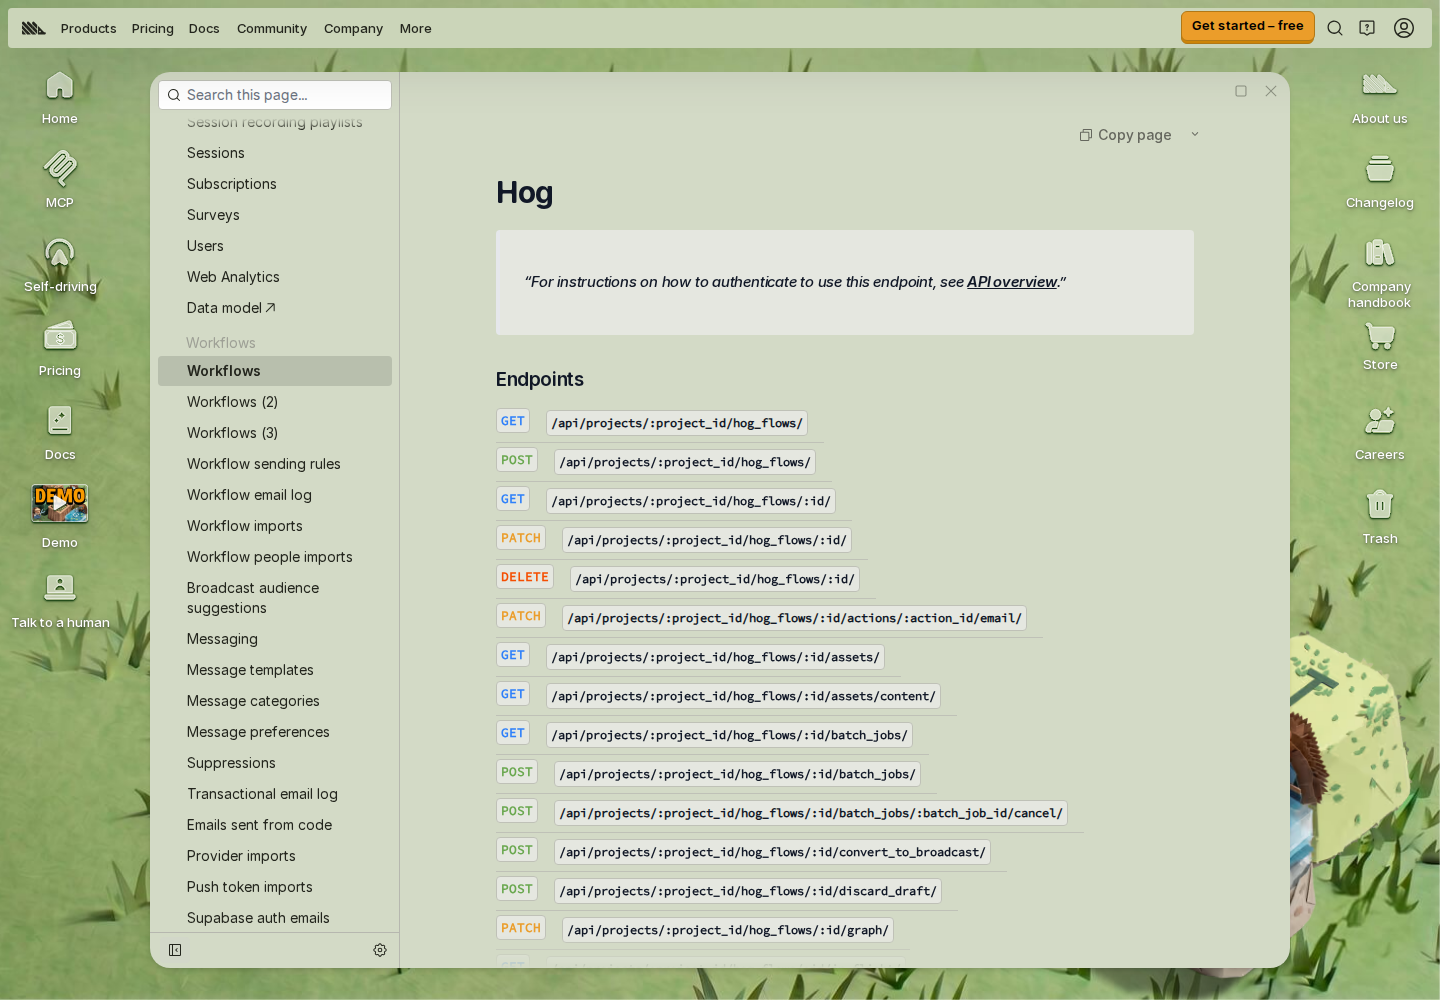 Products Pricing Docs Community Company More Get started – free
Home
MCP
Self-driving
Pricing
Docs
DEMO
Demo
Talk to a human
Search this page...
Session recording playlists
Sessions
Subscriptions
Surveys
Users
Web Analytics
Data model
Workflows
Workflows
Workflows (2)
Workflows (3)
Workflow sending rules
Workflow email log
Workflow imports
Workflow people imports
Broadcast audience
suggestions
Messaging
Message templates
Message categories
Message preferences
Suppressions
Transactional email log
Emails sent from code
Provider imports
Push token imports
Supabase auth emails
Copy page
Hog
“For instructions on how to authenticate to use this endpoint, see API overview.”
Endpoints
GET /api/projects/:project_id/hog_flows/
POST /api/projects/:project_id/hog_flows/
GET /api/projects/:project_id/hog_flows/:id/
PATCH /api/projects/:project_id/hog_flows/:id/
DELETE /api/projects/:project_id/hog_flows/:id/
PATCH /api/projects/:project_id/hog_flows/:id/actions/:action_id/email/
GET /api/projects/:project_id/hog_flows/:id/assets/
GET /api/projects/:project_id/hog_flows/:id/assets/content/
GET /api/projects/:project_id/hog_flows/:id/batch_jobs/
POST /api/projects/:project_id/hog_flows/:id/batch_jobs/
POST /api/projects/:project_id/hog_flows/:id/batch_jobs/:batch_job_id/cancel/
POST /api/projects/:project_id/hog_flows/:id/convert_to_broadcast/
POST /api/projects/:project_id/hog_flows/:id/discard_draft/
PATCH /api/projects/:project_id/hog_flows/:id/graph/
GET
About us
Changelog
Company
handbook
Store
Careers
Trash